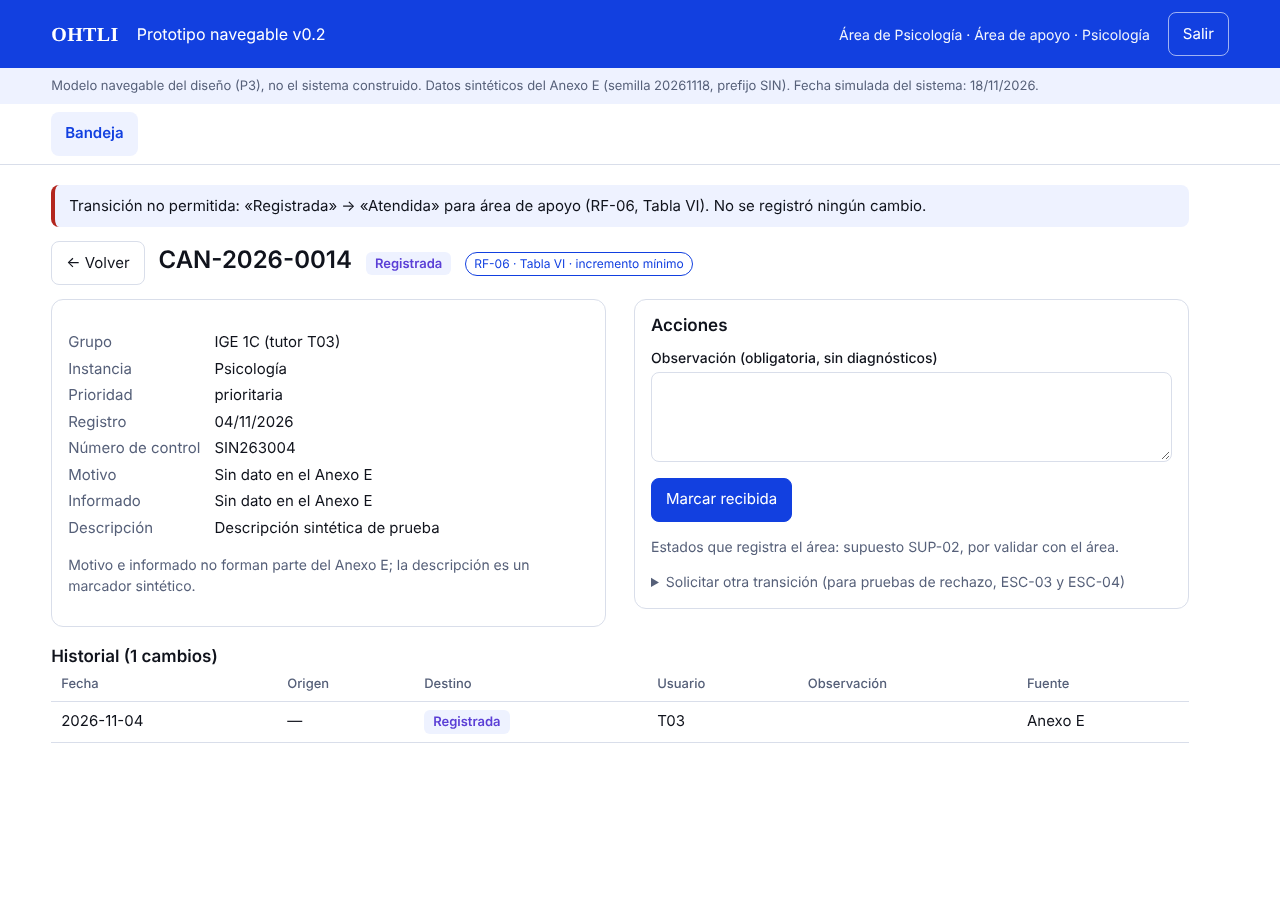 OHTLI Prototipo navegable v0.2
Área de Psicología · Área de apoyo · Psicología
Salir
Modelo navegable del diseño (P3), no el sistema construido. Datos sintéticos del Anexo E (semilla 20261118, prefijo SIN). Fecha simulada del sistema: 18/11/2026.
Bandeja
Transición no permitida: «Registrada» → «Atendida» para área de apoyo (RF-06, Tabla VI). No se registró ningún cambio.
← Volver
CAN-2026-0014
Registrada
RF-06 · Tabla VI · incremento mínimo
Grupo IGE 1C (tutor T03)
Instancia Psicología
Prioridad prioritaria
Registro 04/11/2026
Número de control SIN263004
Motivo Sin dato en el Anexo E
Informado Sin dato en el Anexo E
Descripción Descripción sintética de prueba
Motivo e informado no forman parte del Anexo E; la descripción es un
marcador sintético.
Acciones
Observación (obligatoria, sin diagnósticos)
Marcar recibida
Estados que registra el área: supuesto SUP-02, por validar con el área.
▶ Solicitar otra transición (para pruebas de rechazo, ESC-03 y ESC-04)
Historial (1 cambios)
Fecha Origen Destino Usuario Observación Fuente
2026-11-04 — Registrada T03 Anexo E